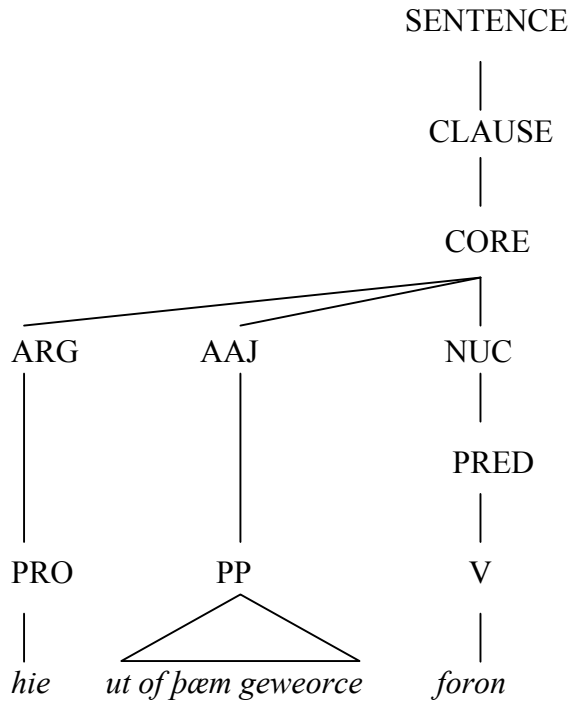 SENTENCE
CLAUSE
CORE
ARG AAJ NUC
PRED
PRO PP V
hie ut of þæm geweorce foron